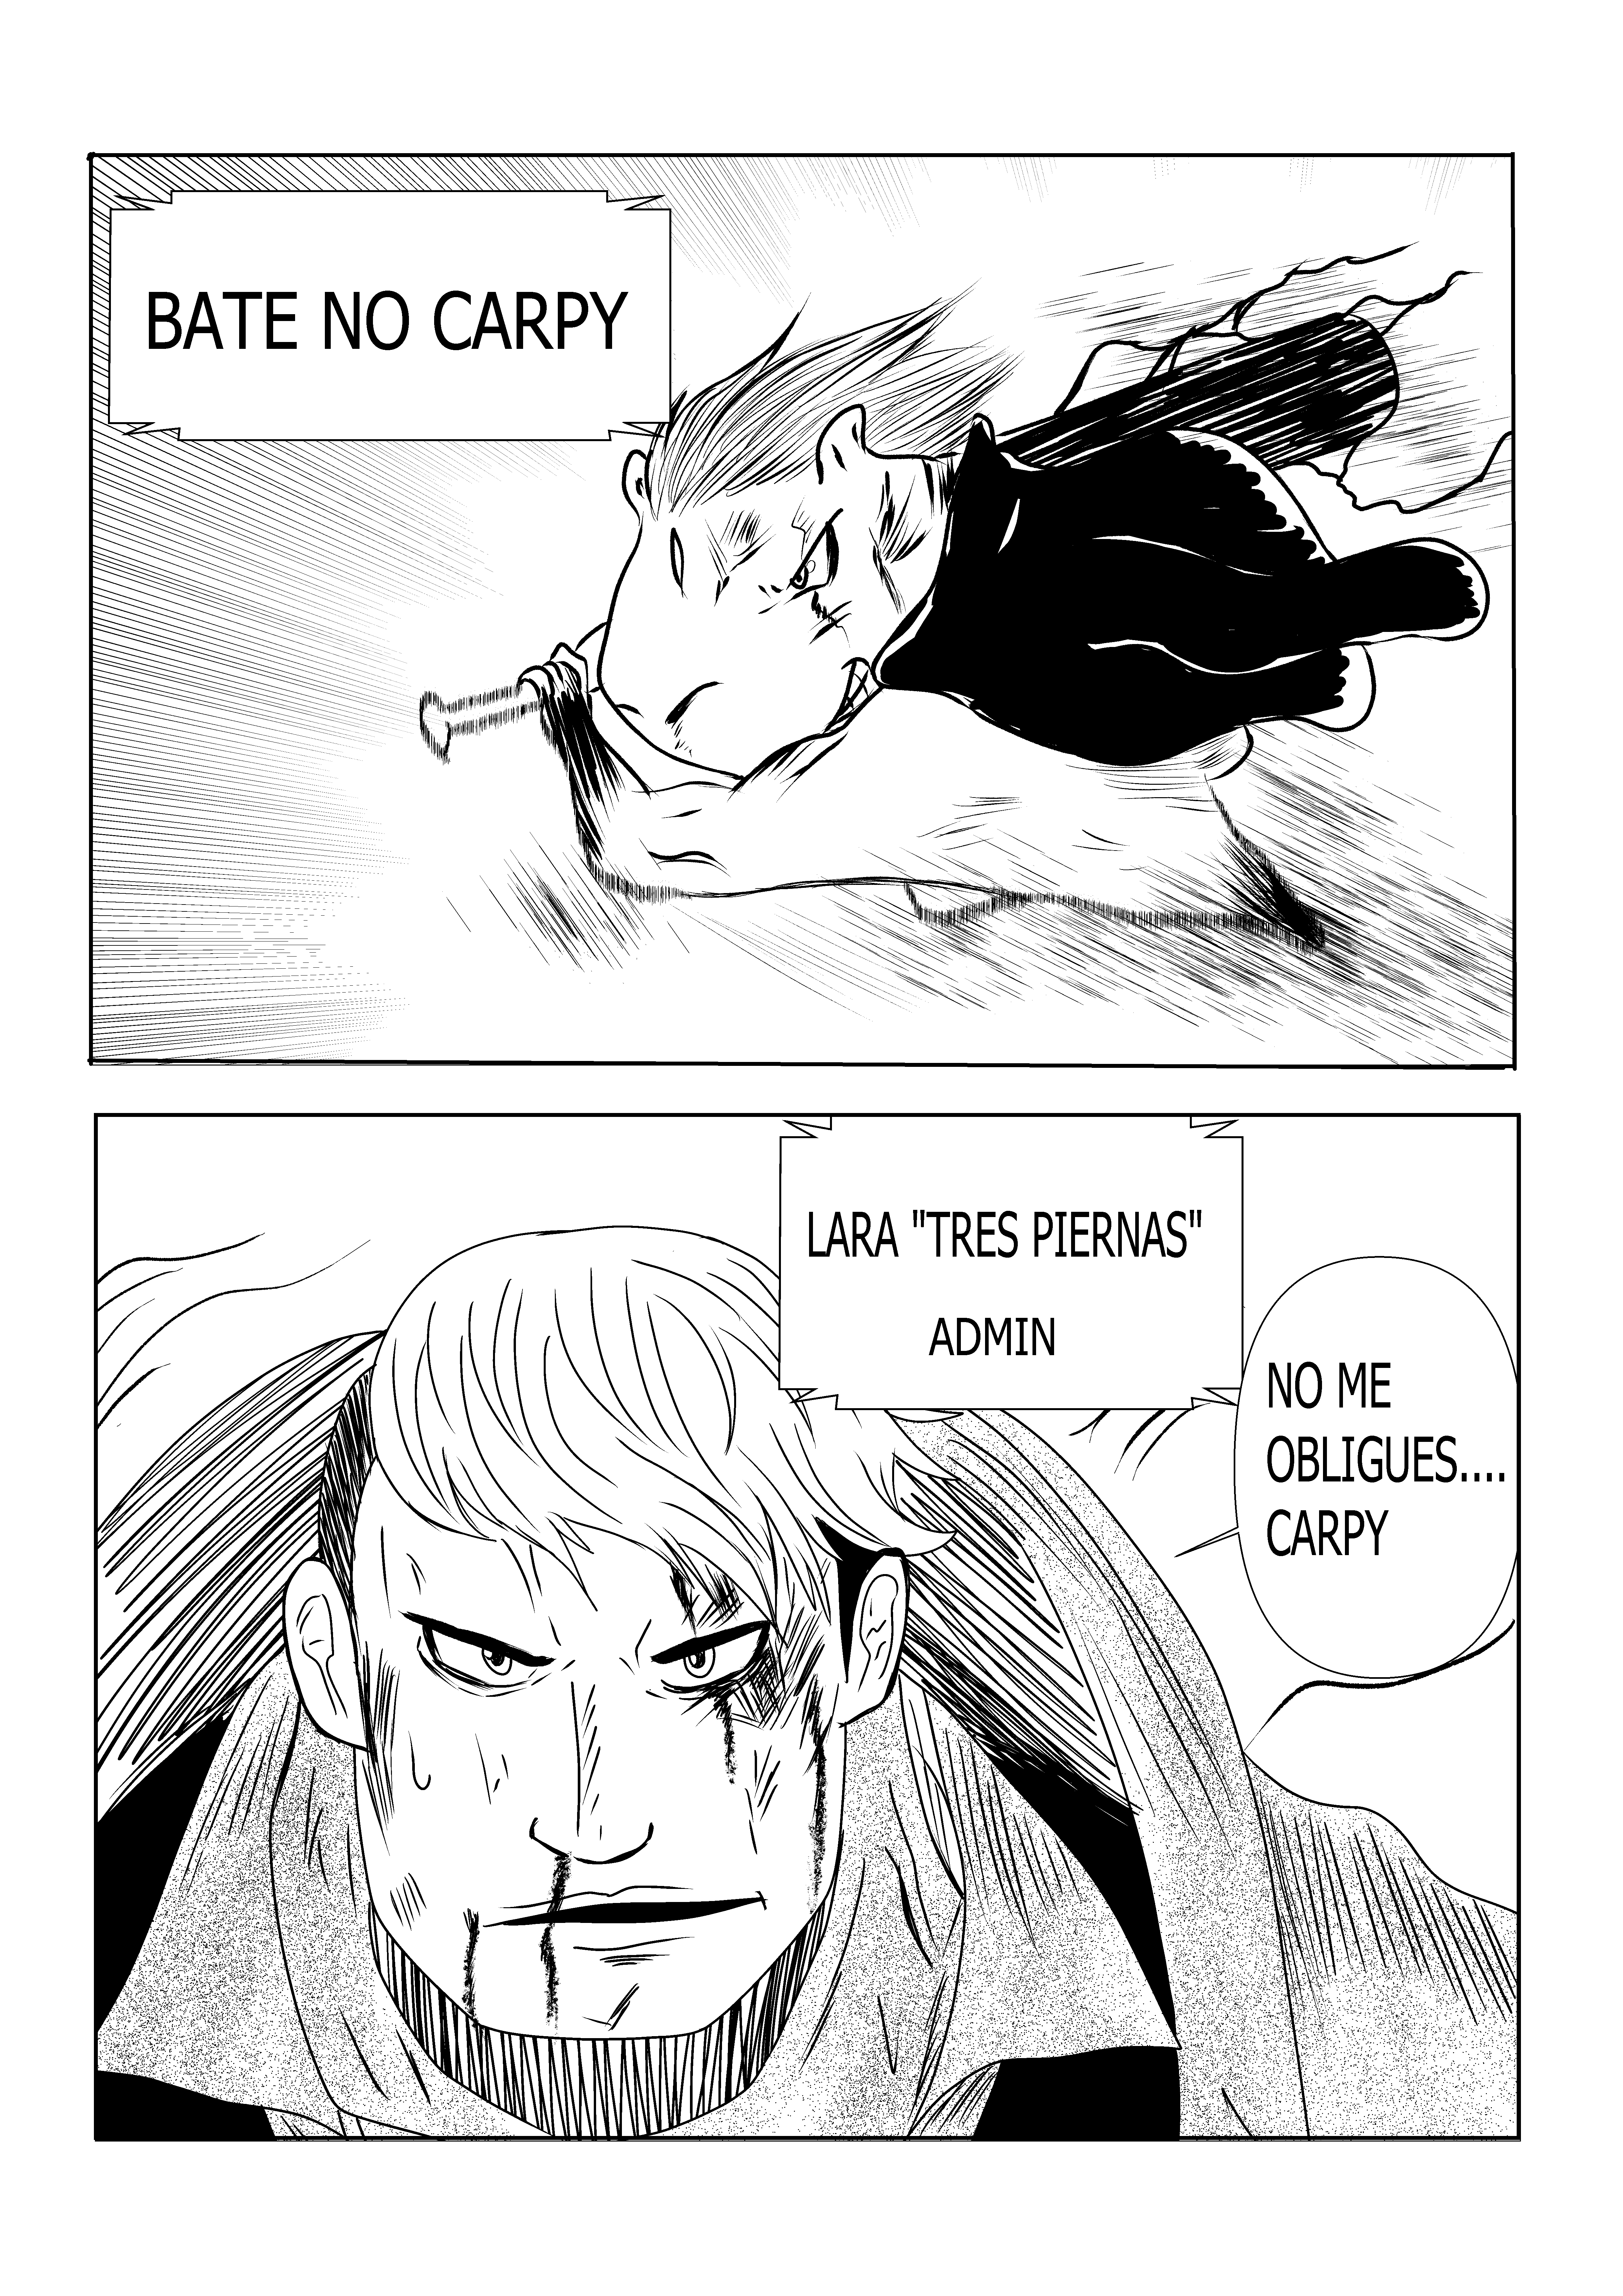 BATE NO CARPY
LARA "TRES PIERNAS"
ADMIN
NO ME
OBLIGUES....
CARPY